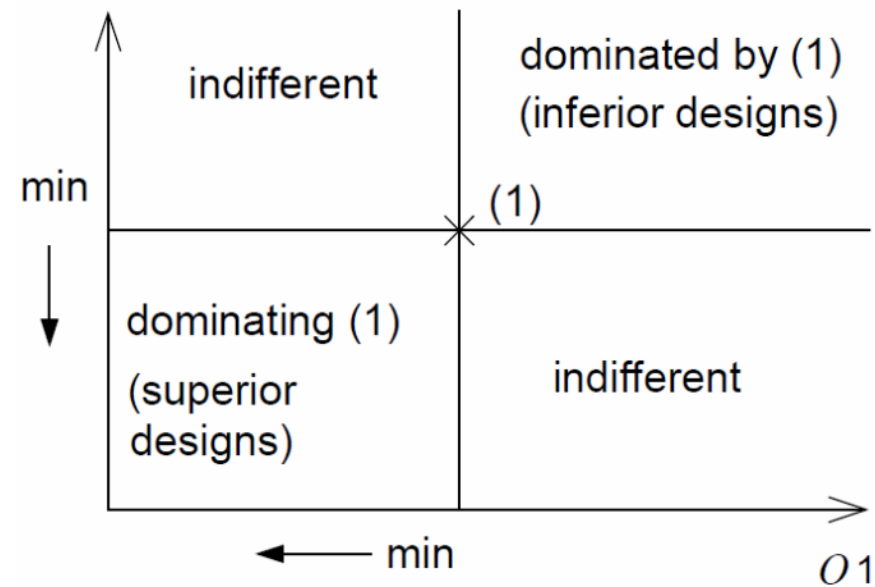 indifferent
dominated by (1)
(inferior designs)
min
(1)
dominating (1)
(superior
designs)
indifferent
min
O1